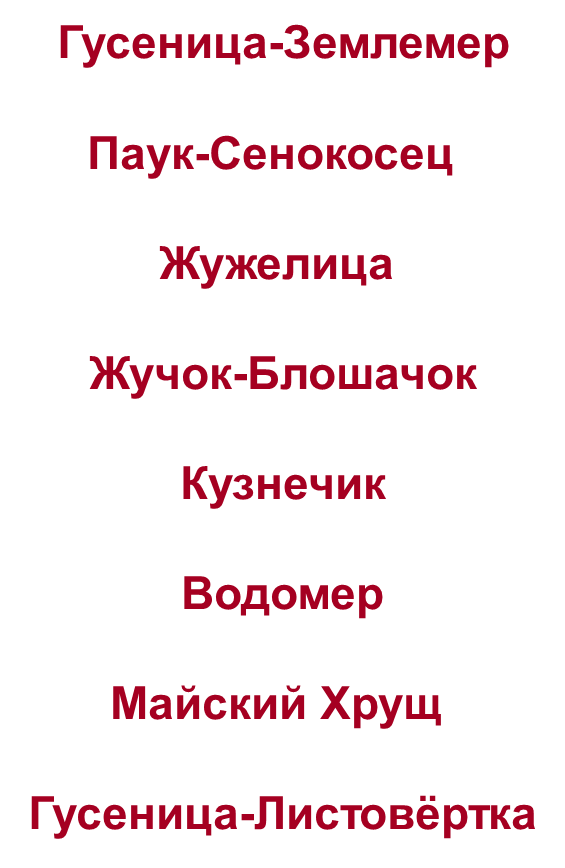 Гусеница-Землемер
Паук-Сенокосец
Жужелица
Жучок-Блошачок
Кузнечик
Водомер
Майский Хрущ
Гусеница-Листовёртка